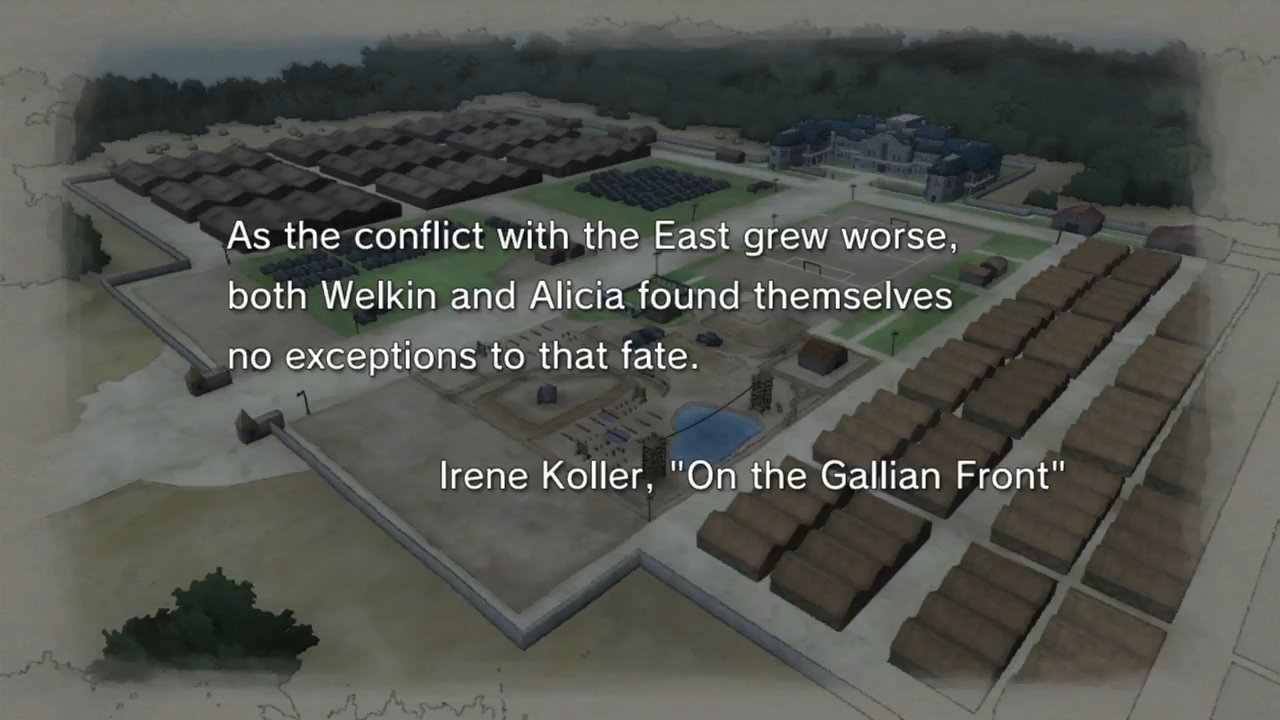 As the conflict with the East grew worse,
both Welkin and Alicia found themselves
no exceptions to that fate.
Irene Koller, "On the Gallian Front"